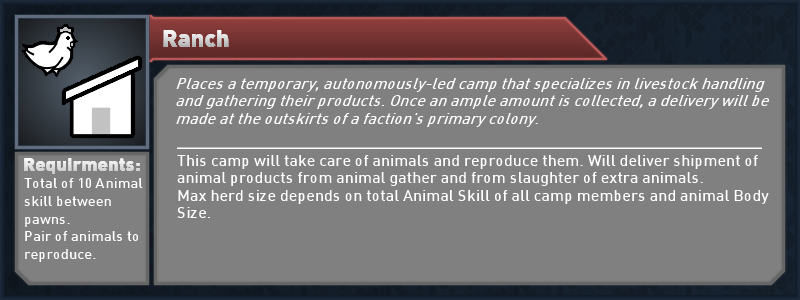 Ranch
Places a temporary, autonomously-led camp that specializes in livestock handling
and gathering their products. Once an ample amount is collected, a delivery will be
made at the outskirts of a faction's primary colony.
Requirments:
Total of 10 Animal
skill between
pawns.
Pair of animals to
reproduce.
This camp will take care of animals and reproduce them. Will deliver shipment of
animal products from animal gather and from slaughter of extra animals.
Max herd size depends on total Animal Skill of all camp members and animal Body
Size.